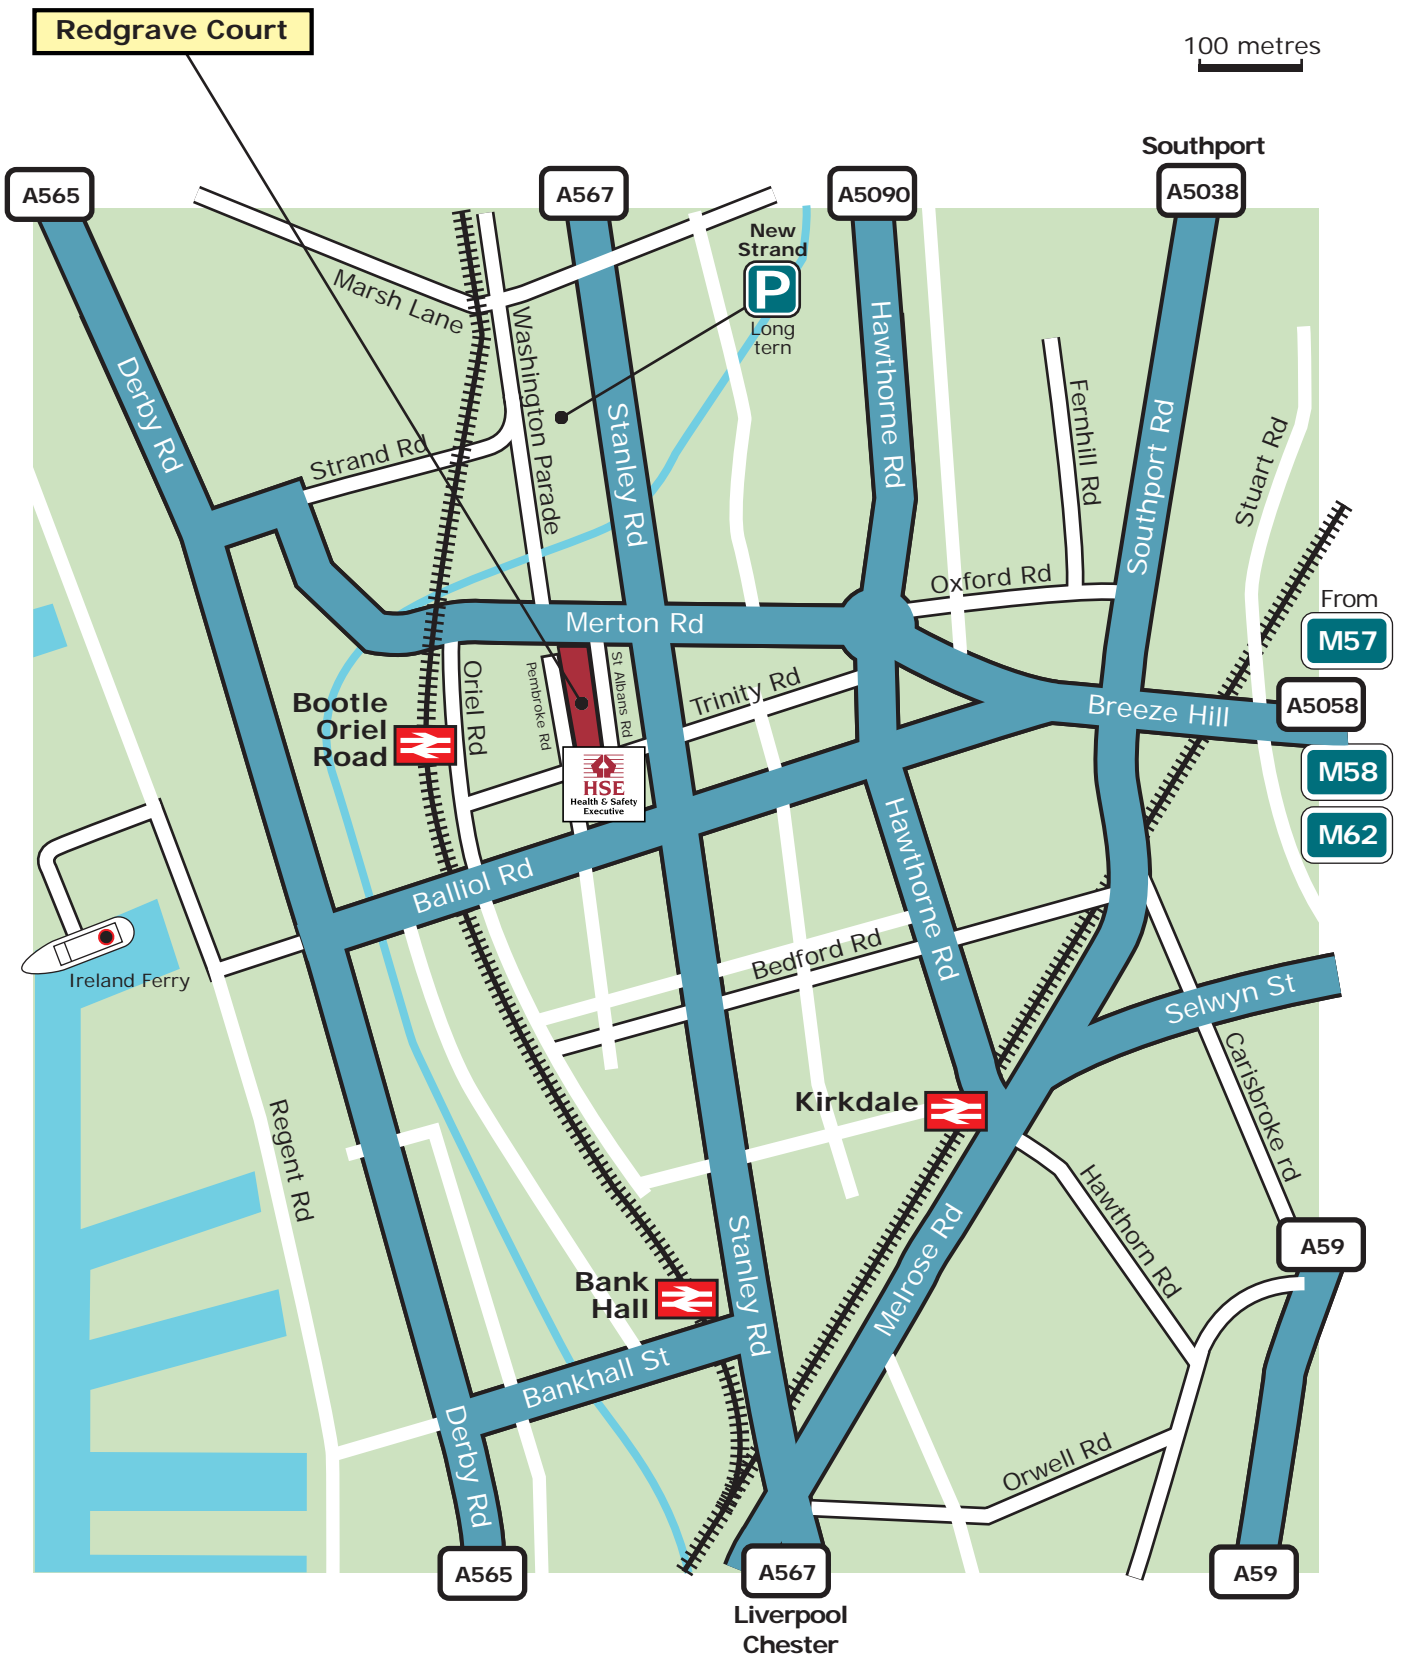 Redgrave Court
100 metres
Southport
A565
A567
A5090
A5038
New
Strand
P
Long
tern
Marsh Lane
Washington Parade
Hawthorne Rd
Derby Rd
Strand Rd
Stanley Rd
Fernhill Rd
Southport Rd
Stuart Rd
Oxford Rd
From
M57
A5058
M58
M62
Merton Rd
Breeze Hill
Bootle
Oriel
Road
Oriel Rd
Pembroke Rd
St Albans Rd
Trinity Rd
HSE
Health & Safety
Executive
Balliol Rd
Hawthorne Rd
Bedford Rd
Ireland Ferry
Selwyn St
Carisbroke rd
Kirkdale
Regent Rd
Hawthorn Rd
Melrose Rd
Stanley Rd
A59
Bank
Hall
Bankhall St
Derby Rd
Orwell Rd
A565
A567
A59
Liverpool
Chester